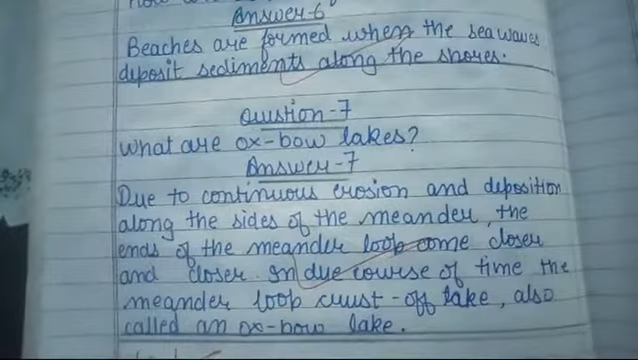 Answer-6
Beaches are formed when the sea waves
deposit sediments along the shores.
Question-7
What are ox-bow lakes?
Answer-7
Due to continuous erosion and deposition
along the sides of the meander, the
ends of the meander loop come closer
and closer. In due course of time the
meander loop cuust-off lake, also
called an ox-bow lake.